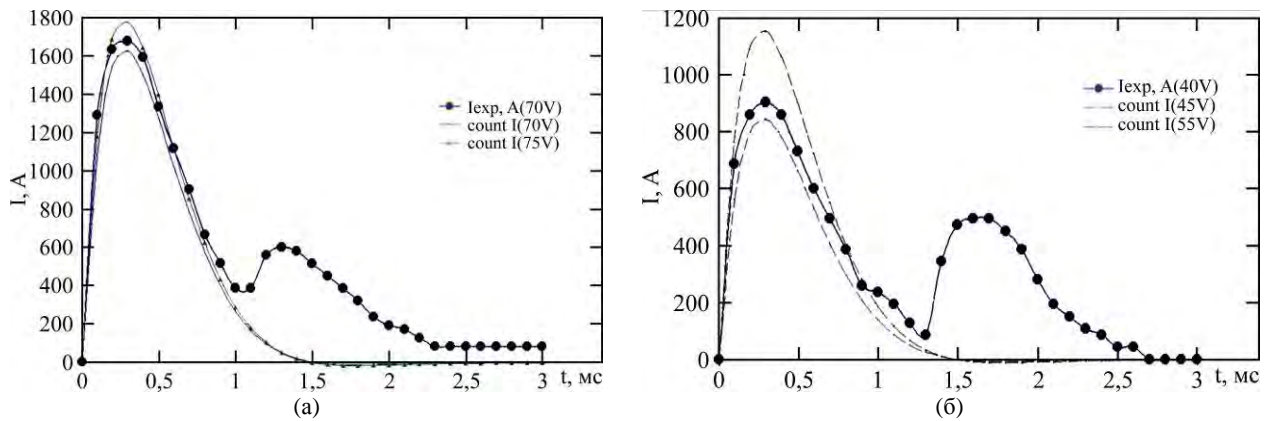 1800
1600
1400
1200
1000
800
600
400
200
0
I, A
Iexp, A(70V)
count I(70V)
count I(75V)
0 0,5 1 1,5 2 2,5 3 t, мс
(а)
1200
1000
800
600
400
200
0
I, A
Iexp, A(40V)
count I(45V)
count I(55V)
0 0,5 1 1,5 2 2,5 3 t, мс
(б)